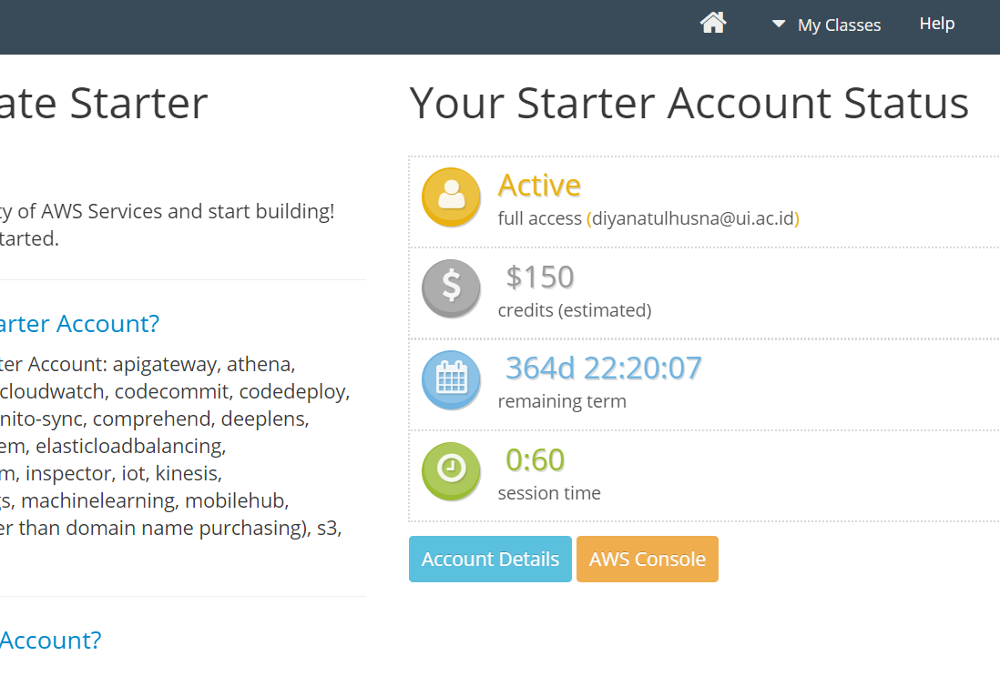 My Classes
Help
ate Starter
ty of AWS Services and start building!
tarted.
arter Account?
ter Account: apigateway, athena,
cloudwatch, codecommit, codedeploy,
nito-sync, comprehend, deeplens,
em, elasticloadbalancing,
m, inspector, iot, kinesis,
gs, machinelearning, mobilehub,
er than domain name purchasing), s3,
Account?
Your Starter Account Status
Active
full access (diyanatulhusna@ui.ac.id)
$
$150
credits (estimated)
364d 22:20:07
remaining term
0:60
session time
Account Details
AWS Console